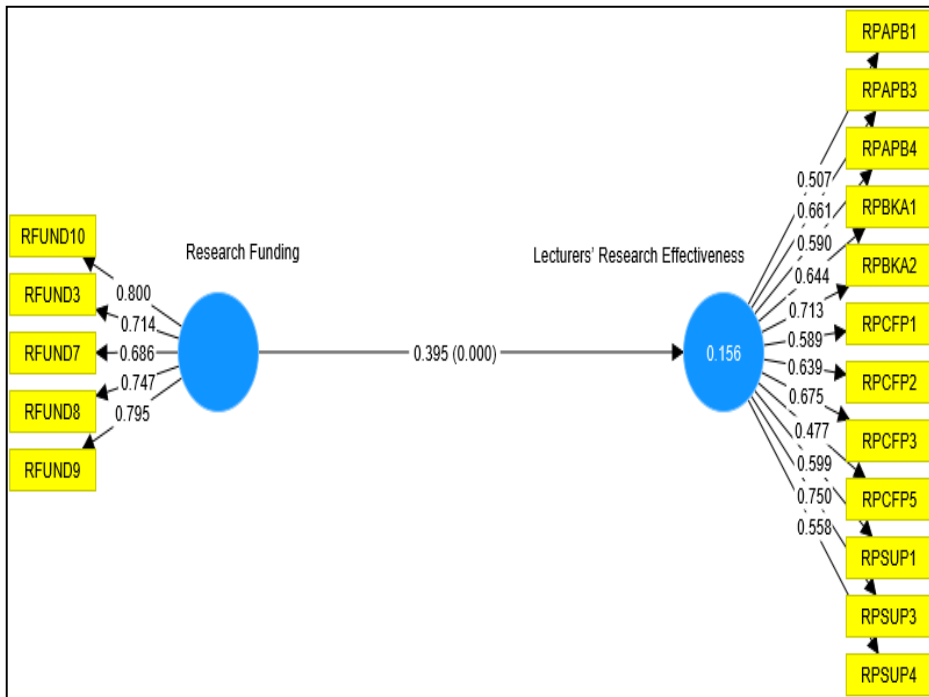 RFUND10
RFUND3
RFUND7
RFUND8
RFUND9
0.800
0.714
0.686
0.747
0.795
Research Funding
0.395 (0.000)
Lecturers' Research Effectiveness
0.156
0.507
0.661
0.590
0.644
0.713
0.589
0.639
0.675
0.477
0.599
0.750
0.558
RPAPB1
RPAPB3
RPAPB4
RPBKA1
RPBKA2
RPCFP1
RPCFP2
RPCFP3
RPCFP5
RPSUP1
RPSUP3
RPSUP4